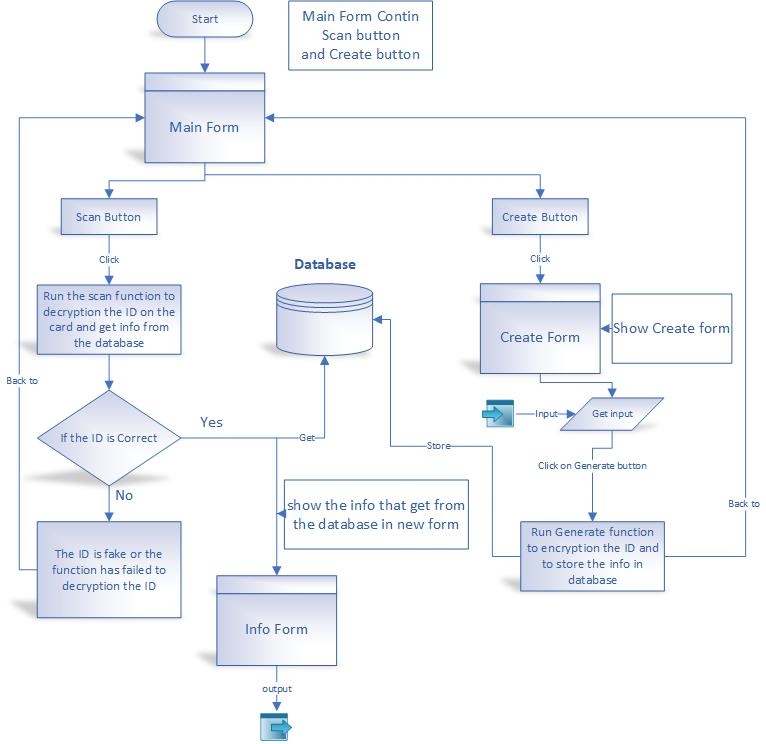 Start
Main Form Contin
Scan button
and Create button
Main Form
Scan Button
Create Button
Click
Click
Database
Run the scan function to
decryption the ID on the
card and get info from
the database
Create Form
Show Create form
Back to
If the ID is Correct
Yes
Get
Input
Get input
Store
Click on Generate button
No
show the info that get from
the database in new form
Back to
The ID is fake or the
function has failed to
decryption the ID
Run Generate function
to encryption the ID and
to store the info in
database
Info Form
output